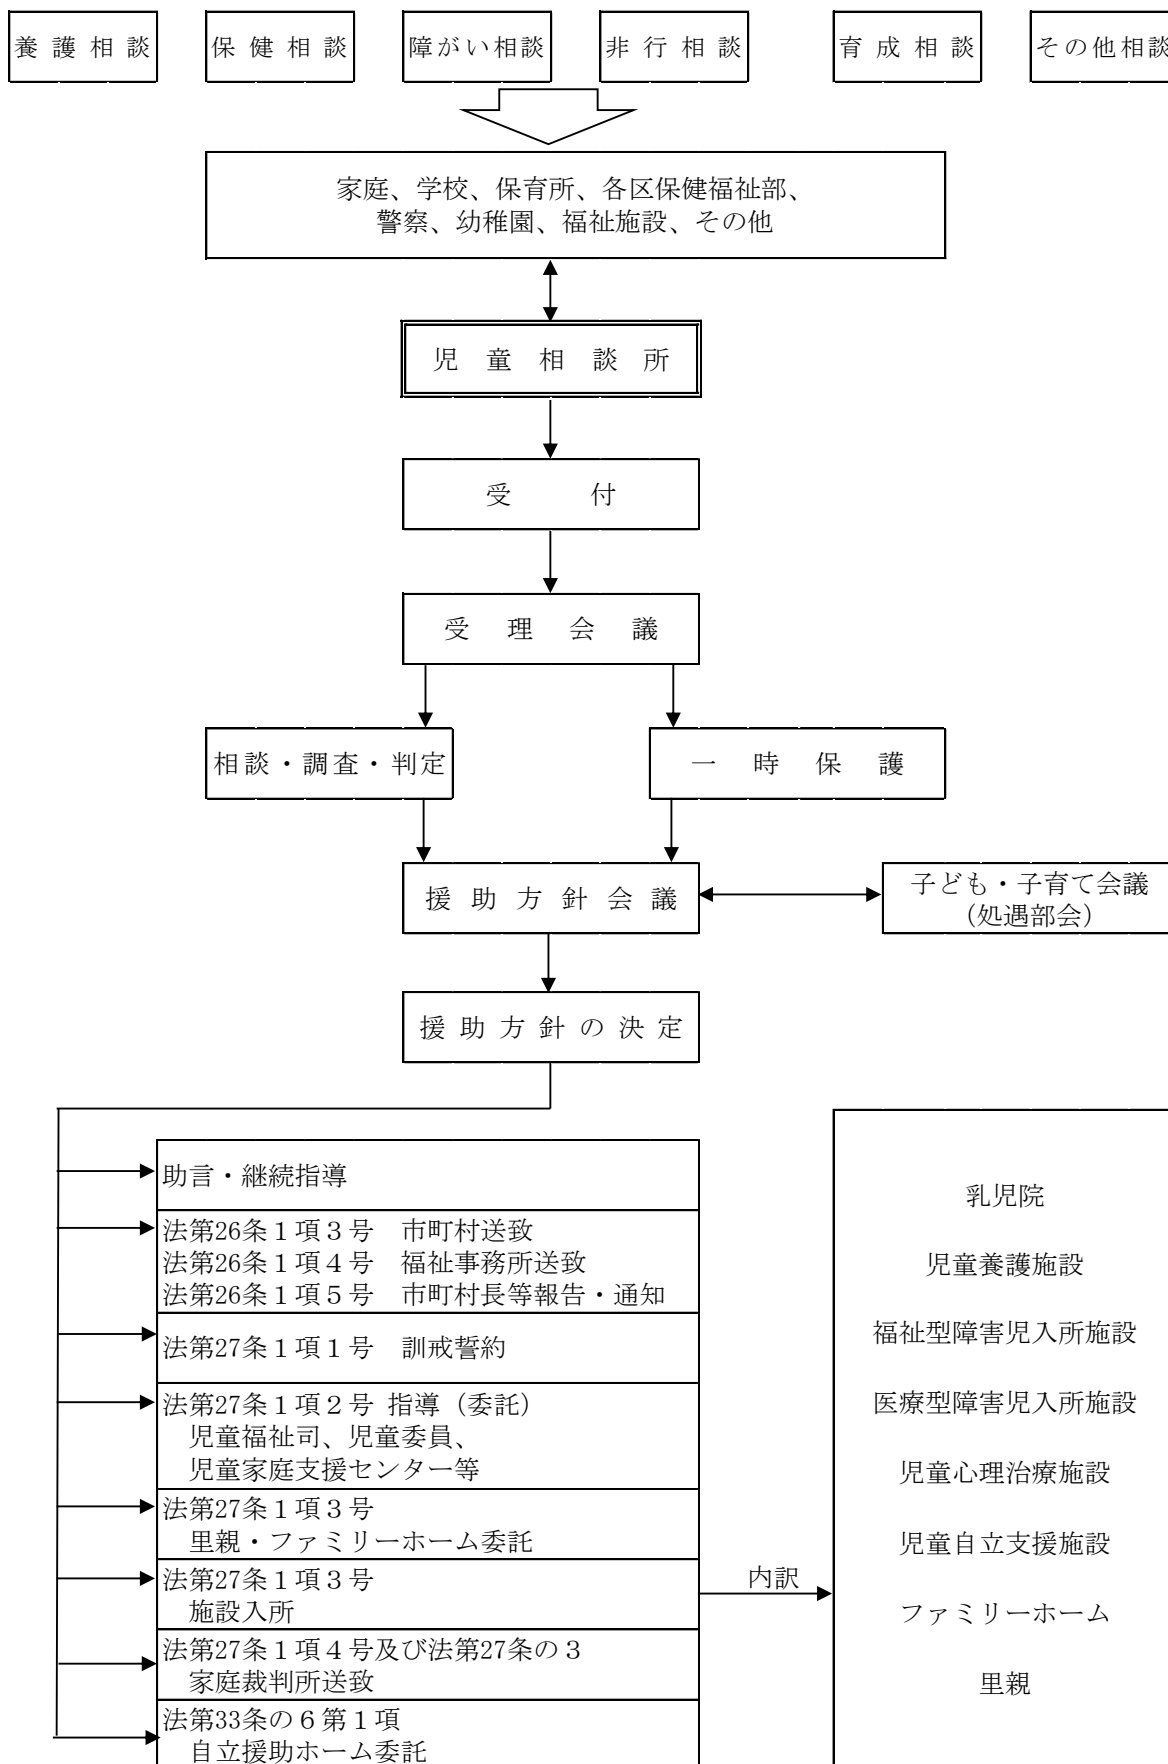 養護相談
保健相談
障がい相談
非行相談
育成相談
その他相談
家庭、学校、保育所、各区保健福祉部、
警察、幼稚園、福祉施設、その他
児童相談所
受付
受理会議
相談・調査・判定
一時保護
援助方針会議
子ども・子育て会議
(処遇部会)
援助方針の決定
助言・継続指導
法第26条１項３号　市町村送致
法第26条１項４号　福祉事務所送致
法第26条１項５号　市町村長等報告・通知
法第27条１項１号　訓戒誓約
法第27条１項２号 指導（委託）
児童福祉司、児童委員、
児童家庭支援センター等
法第27条１項３号
里親・ファミリーホーム委託
法第27条１項３号
施設入所
法第27条１項４号及び法第27条の３
家庭裁判所送致
法第33条の６第１項
自立援助ホーム委託
内訳
乳児院
児童養護施設
福祉型障害児入所施設
医療型障害児入所施設
児童心理治療施設
児童自立支援施設
ファミリーホーム
里親